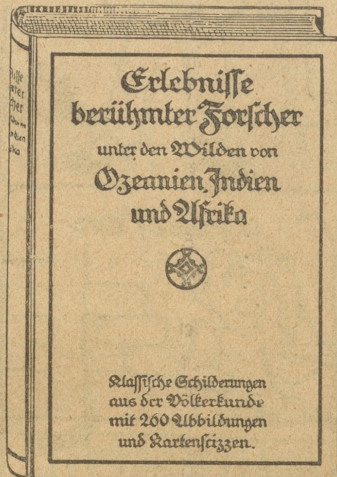 Erlebnisse
berühmter Forscher
unter den Wilden von
Ozeanien, Indien
und Afrika
Klassische Schilderungen
aus der Völkerkunde
mit 260 Abbildungen
und Kartenscizzen.